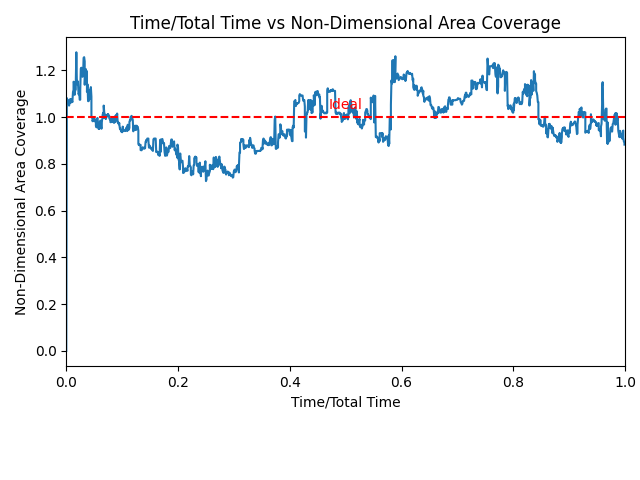 Time/Total Time vs Non-Dimensional Area Coverage
Non-Dimensional Area Coverage
1.2
1.0
0.8
0.6
0.4
0.2
0.0
Ideal
0.0 0.2 0.4 0.6 0.8 1.0
Time/Total Time